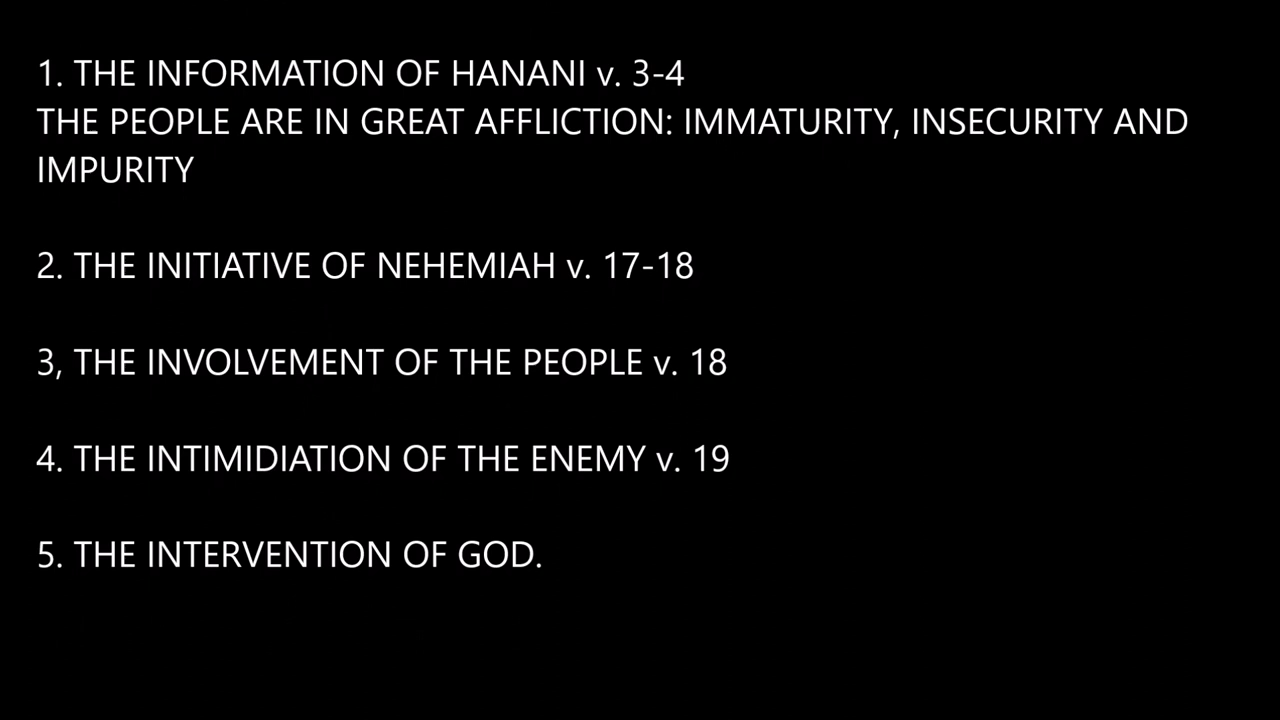 1. THE INFORMATION OF HANANI v. 3-4
THE PEOPLE ARE IN GREAT AFFLICTION: IMMATURITY, INSECURITY AND
IMPURITY
2. THE INITIATIVE OF NEHEMIAH v. 17-18
3, THE INVOLVEMENT OF THE PEOPLE v. 18
4. THE INTIMIDIATION OF THE ENEMY v. 19
5. THE INTERVENTION OF GOD.